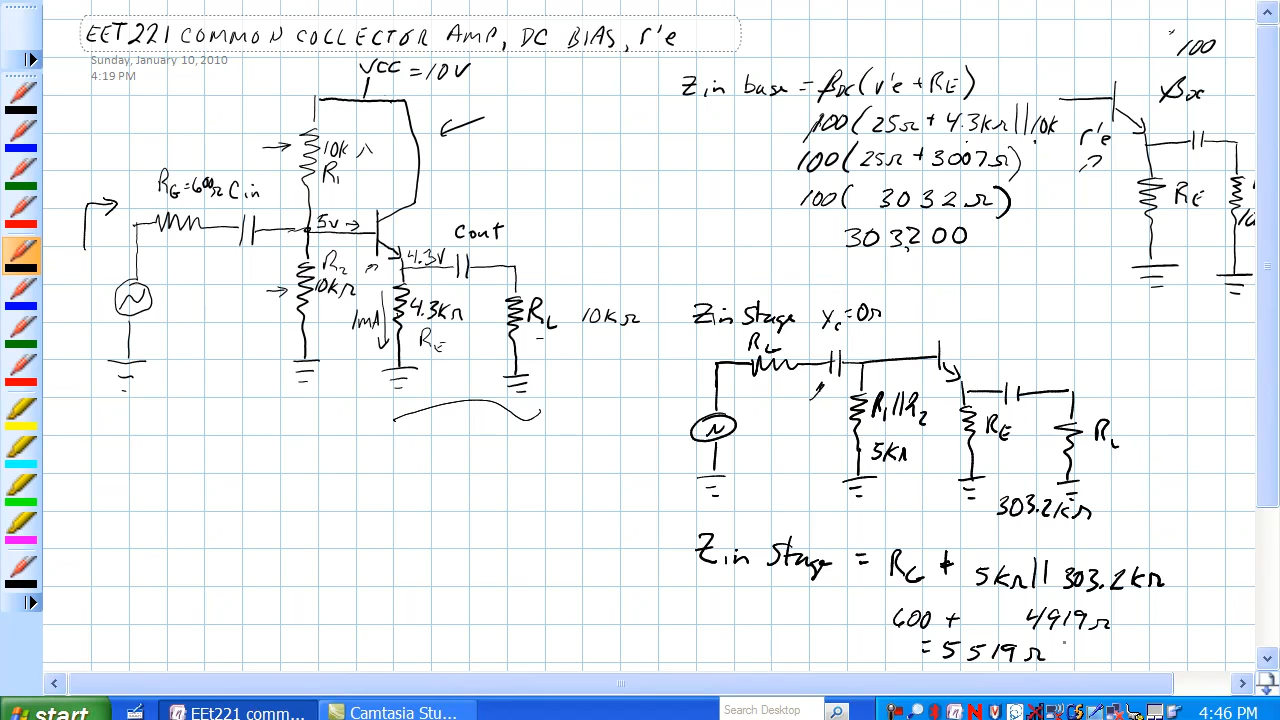 EET221 COMMON COLLECTOR AMP, DC BIAS, r'e
Sunday, January 10, 2010
4:19 PM
VCC = 10V
10K Ω
R1
RG=600Ω Cin
5V →
R2
10KΩ
4.3V
Cout
1mA
4.3KΩ
RE
RL 10KΩ
Zin base = βDC(r'e + RE)
100(25Ω + 4.3KΩ||10K
100(25Ω + 3007Ω)
100( 3032Ω)
303,200
100
βDC
r'e
RE
Zin Stage Xc=0Ω
R1||R2
5KΩ
RE
RL
303.2KΩ
Zin Stage = RG + 5KΩ||303.2KΩ
600 + 4919Ω
= 5519Ω
start
EEt221 comm...
Camtasia Stu...
Search Desktop
4:46 PM